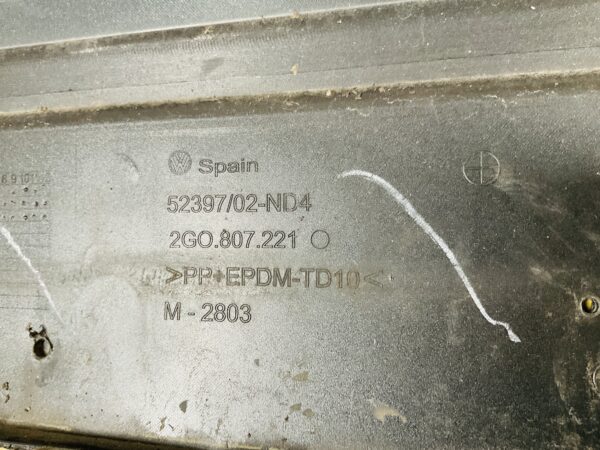 Spain
52397/02-ND4
2GO.807.221
>PP+EPDM-TD10<
M - 2803